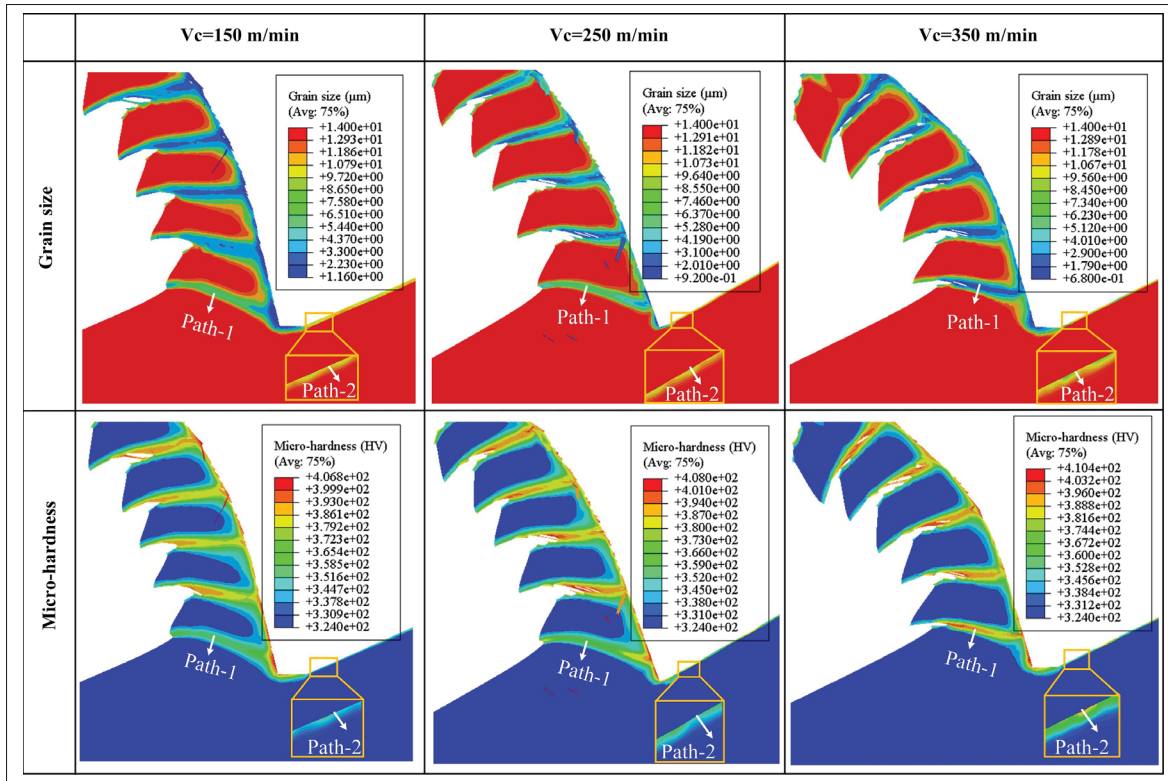 Vc=150 m/min
Vc=250 m/min
Vc=350 m/min
Grain size
Grain size (μm)
(Avg: 75%)
+1.400e+01
+1.293e+01
+1.186e+01
+1.079e+01
+9.720e+00
+8.650e+00
+7.580e+00
+6.510e+00
+5.440e+00
+4.370e+00
+3.300e+00
+2.230e+00
+1.160e+00
Path-1
Path-2
Grain size (μm)
(Avg: 75%)
+1.400e+01
+1.291e+01
+1.182e+01
+1.073e+01
+9.640e+00
+8.550e+00
+7.460e+00
+6.370e+00
+5.280e+00
+4.190e+00
+3.100e+00
+2.010e+00
+9.200e-01
Path-1
Path-2
Grain size (μm)
(Avg: 75%)
+1.400e+01
+1.289e+01
+1.178e+01
+1.067e+01
+9.560e+00
+8.450e+00
+7.340e+00
+6.230e+00
+5.120e+00
+4.010e+00
+2.900e+00
+1.790e+00
+6.800e-01
Path-1
Path-2
Micro-hardness
Micro-hardness (HV)
(Avg: 75%)
+4.068e+02
+3.999e+02
+3.930e+02
+3.861e+02
+3.792e+02
+3.723e+02
+3.654e+02
+3.585e+02
+3.516e+02
+3.447e+02
+3.378e+02
+3.309e+02
+3.240e+02
Path-1
Path-2
Micro-hardness (HV)
(Avg: 75%)
+4.080e+02
+4.010e+02
+3.940e+02
+3.870e+02
+3.800e+02
+3.730e+02
+3.660e+02
+3.590e+02
+3.520e+02
+3.450e+02
+3.380e+02
+3.310e+02
+3.240e+02
Path-1
Path-2
Micro-hardness (HV)
(Avg: 75%)
+4.104e+02
+4.032e+02
+3.960e+02
+3.888e+02
+3.816e+02
+3.744e+02
+3.672e+02
+3.600e+02
+3.528e+02
+3.456e+02
+3.384e+02
+3.312e+02
+3.240e+02
Path-1
Path-2